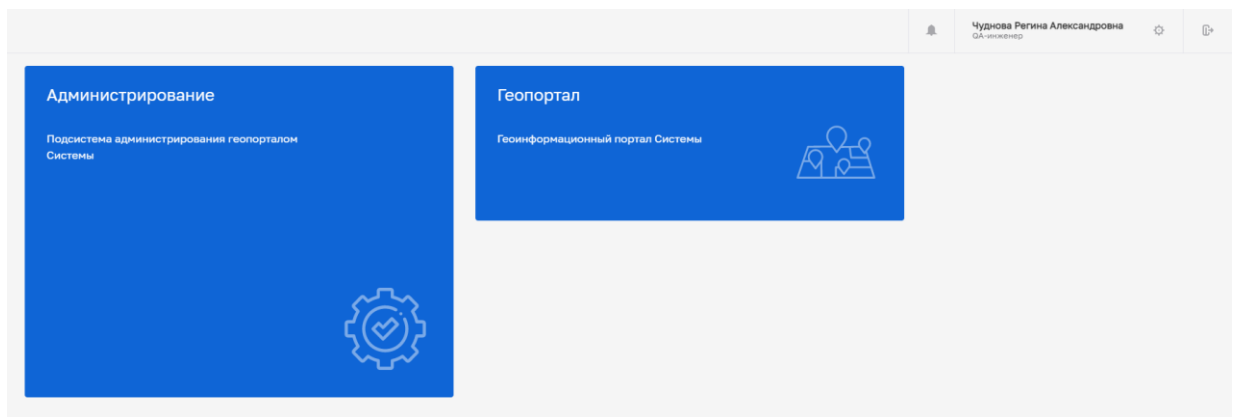 Чуднова Регина Александровна
QA-инженер
Администрирование
Подсистема администрирования геопорталом
Системы
Геопортал
Геоинформационный портал Системы